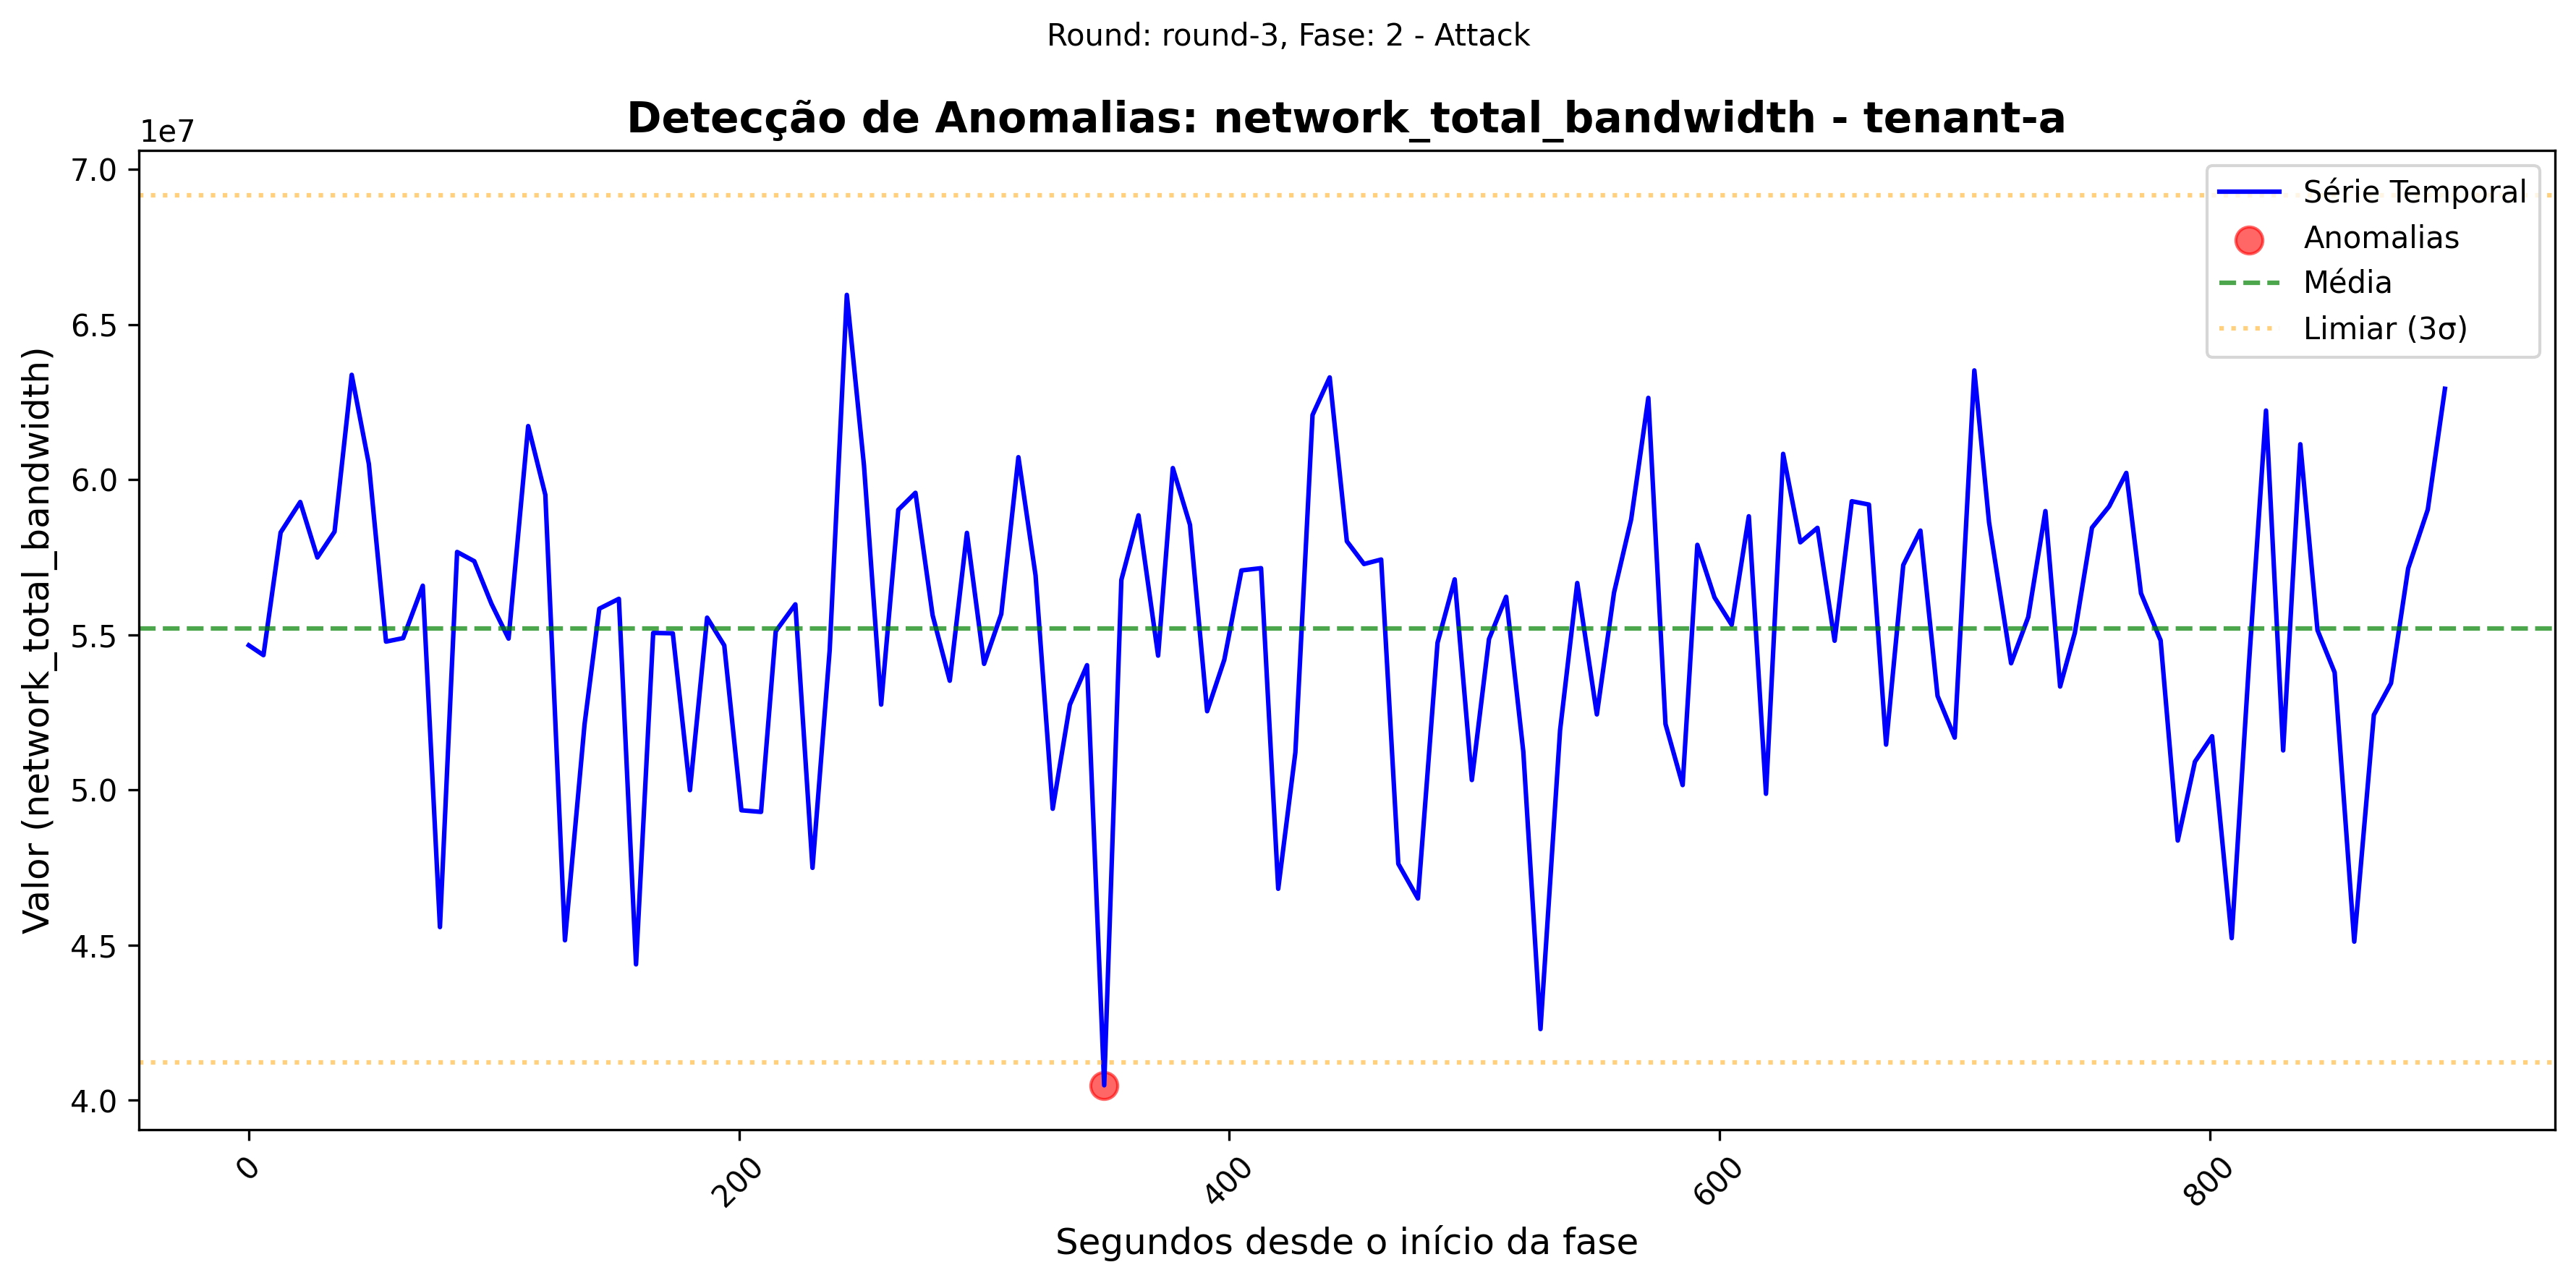 Round: round-3, Fase: 2 - Attack
Detecção de Anomalias: network_total_bandwidth - tenant-a
1e7
7.0
6.5
6.0
5.5
5.0
4.5
4.0
Valor (network_total_bandwidth)
Série Temporal
Anomalias
Média
Limiar (3σ)
0
200
400
600
800
Segundos desde o início da fase